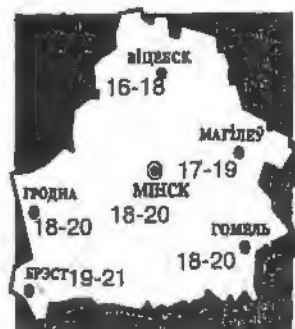 ВІЦЕБСК
16-18
МАГІЛЕЎ
17-19
МІНСК
18-20
ГРОДНА
18-20
ГОМЕЛЬ
18-20
БРЭСТ 19-21